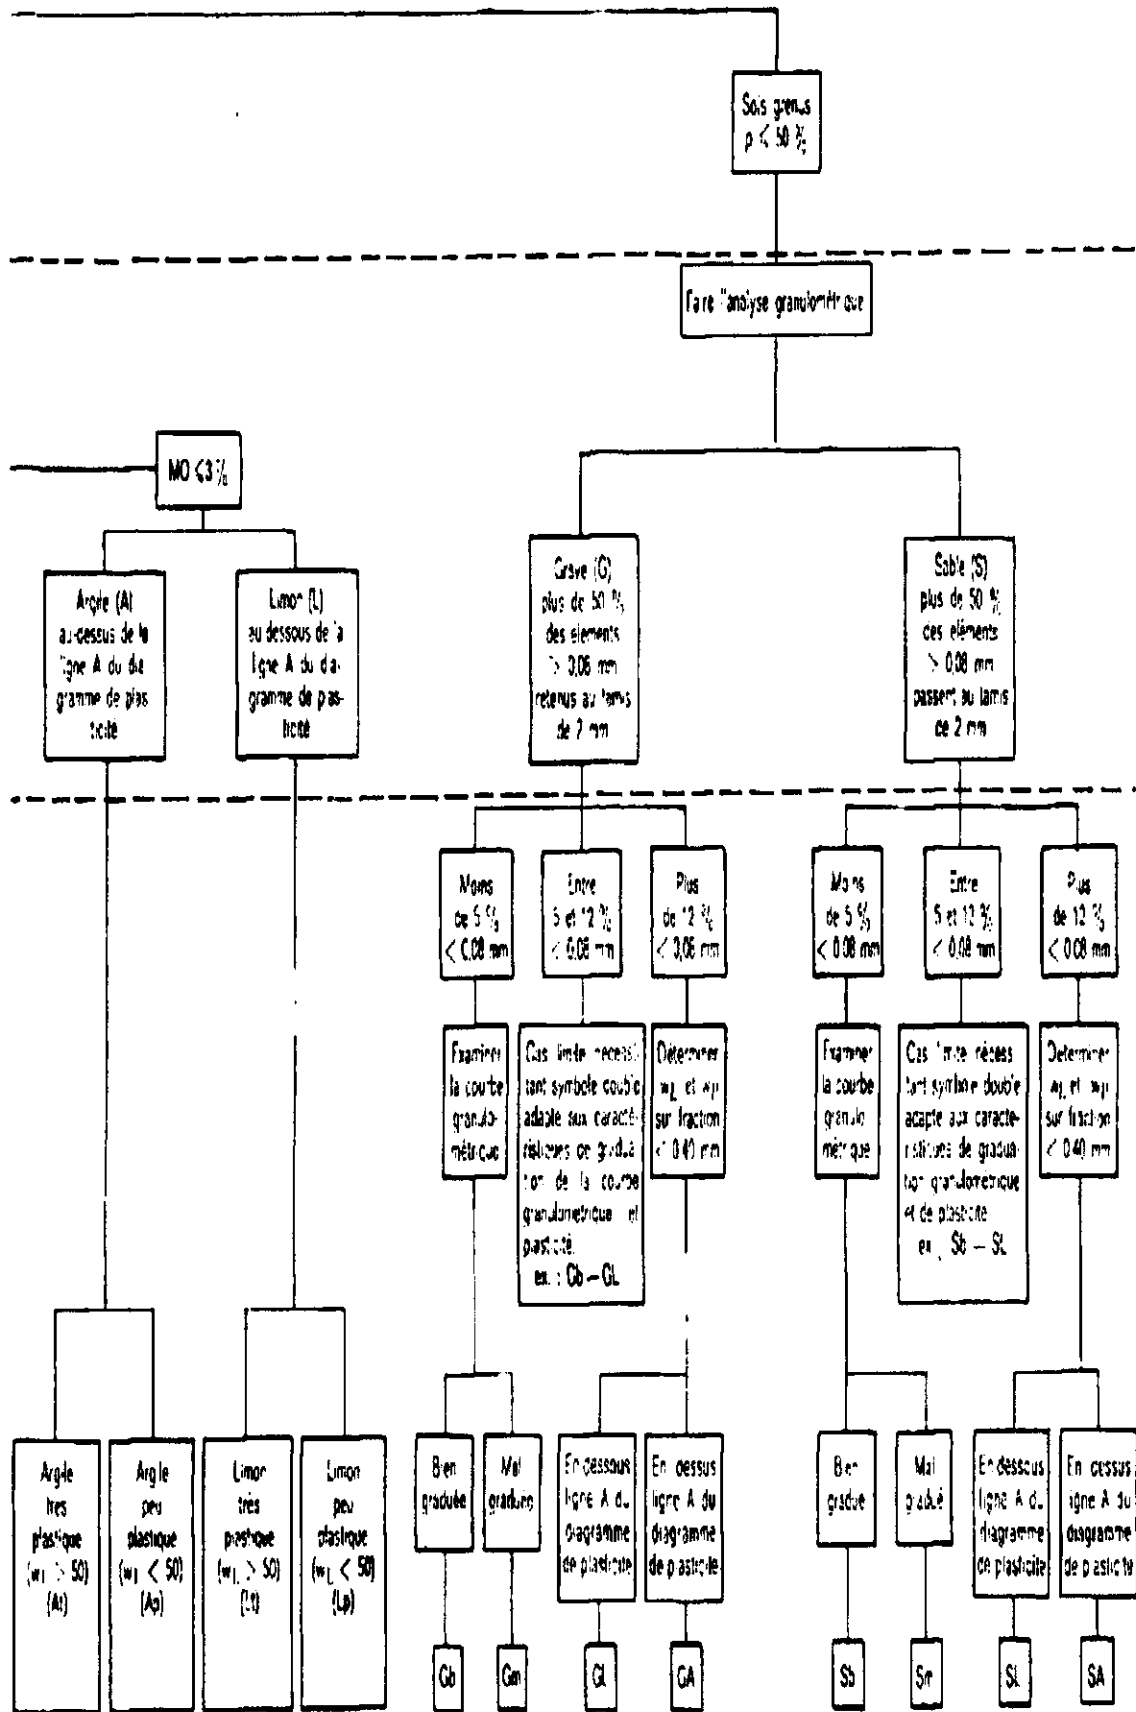 Sols grenus
p < 50 %
Faire l'analyse granulométrique
MO ⩽3 %
Argile (A)
au-dessus de la
ligne A du dia
gramme de plas
ticité
Limon (L)
au dessous de la
ligne A du dia-
gramme de plas-
ticité
Grave (G)
plus de 50 %
des élements
> 0,08 mm
retenus au tamis
de 2 mm
Sable (S)
plus de 50 %
des eléments
> 0,08 mm
passent au tamis
de 2 mm
Moins
de 5 %
< 0,08 mm
Entre
5 et 12 %
< 0,08 mm
Plus
de 12 %
< 0,08 mm
Moins
de 5 %
< 0,08 mm
Entre
5 et 12 %
< 0,08 mm
Plus
de 12 %
< 0,08 mm
Examiner
la courbe
granulo-
métrique
Cas limite nécessi
tant symbole double
adapté aux caracté-
ristiques de gradua-
tion de la courbe
granulometrique et
plasticité.
ex. : Gb – GL
Déterminer
wL et wp
sur fraction
< 0,40 mm
Examiner
la courbe
granulo
métrique
Cas limite nécess
tant symbole double
adapté aux caracte-
ristiques de gradua-
tion granulométrique
et de plasticité
ex., Sb – SL
Determiner
wL et wp
sur fraction
< 0,40 mm
Argile
très
plastique
(wL > 50)
(At)
Argile
peu
plastique
(wL < 50)
(Ap)
Limon
très
plastique
(wL > 50)
(Lt)
Limon
peu
plastique
(wL < 50)
(Lp)
Bien
graduée
Mal
graduée
En dessous
ligne A du
diagramme
de plasticite
En dessus
ligne A du
diagramme
de plasticite
Bien
gradué
Mal
gradué
En dessous
ligne A du
diagramme
de plasticite
En dessus
ligne A du
diagramme
de plasticite
Gb
Gm
GL
GA
Sb
Sm
SL
SA